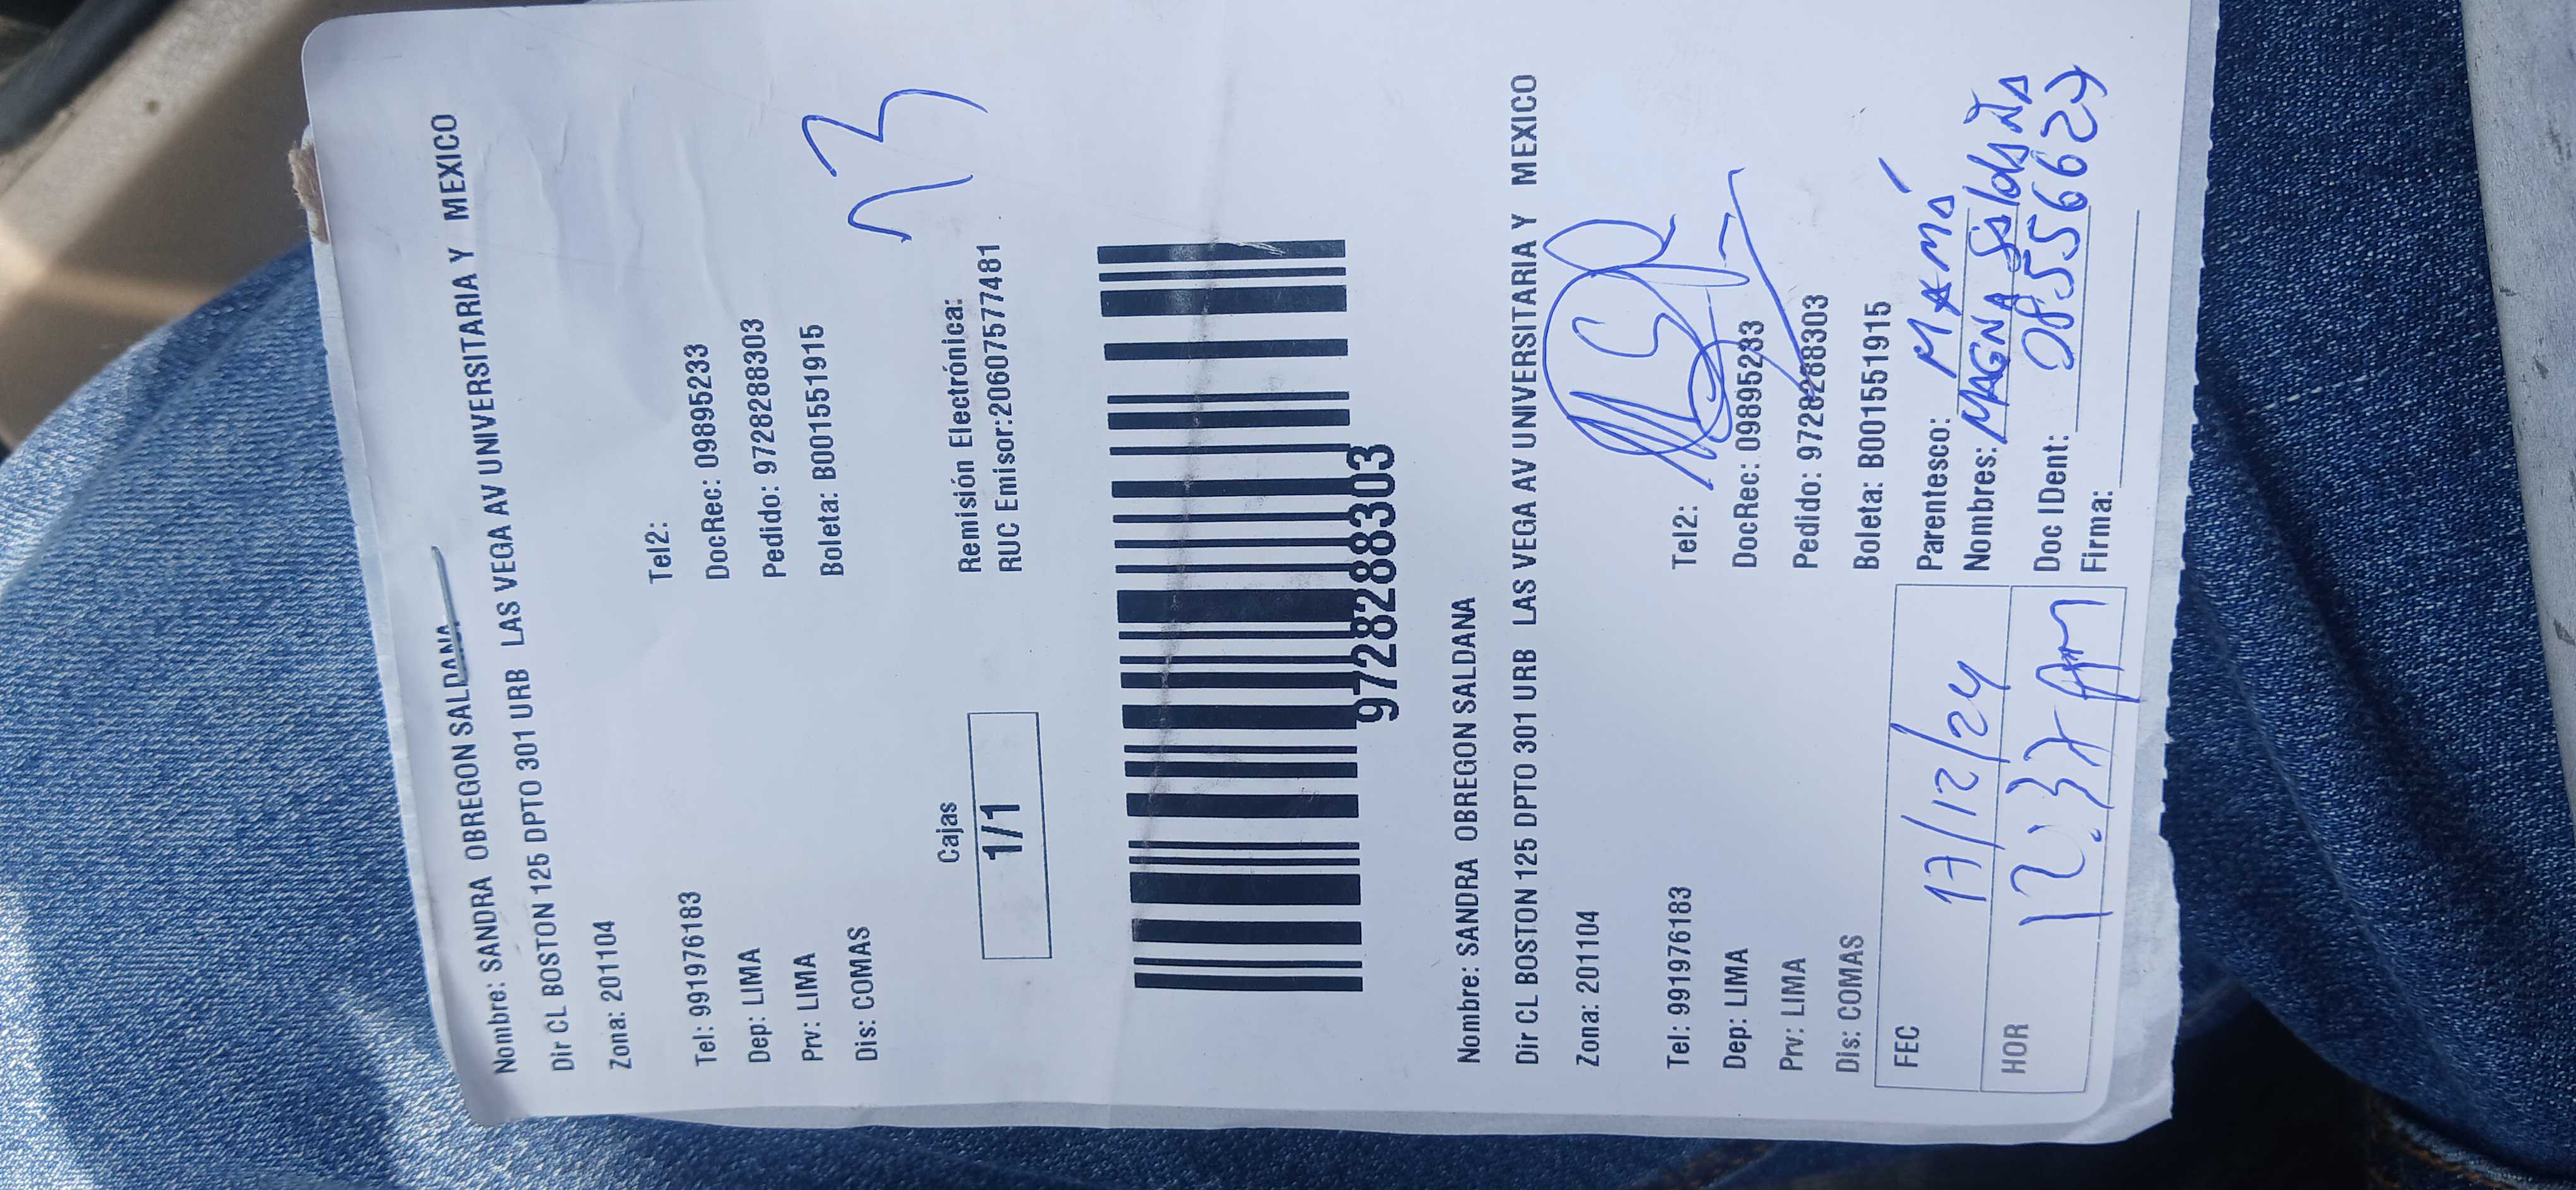 Nombre: SANDRA OBREGON SALDANA
Dir CL BOSTON 125 DPTO 301 URB LAS VEGA AV UNIVERSITARIA Y MEXICO
Zona: 201104
Tel: 991976183 Tel2:
Dep: LIMA DocRec: 09895233
Prv: LIMA Pedido: 9728288303
Dis: COMAS Boleta: B001551915
Cajas
1/1
Remisión Electrónica:
RUC Emisor:20607577481
9728288303
Nombre: SANDRA OBREGON SALDANA
Dir CL BOSTON 125 DPTO 301 URB LAS VEGA AV UNIVERSITARIA Y MEXICO
Zona: 201104
Tel: 991976183 Tel2:
Dep: LIMA DocRec: 09895233
Prv: LIMA Pedido: 9728288303
Dis: COMAS Boleta: B001551915
FEC 17/12/24
HOR 12:37 Pm
Parentesco: MAMá
Nombres: MAGNA Saldaña
Doc IDent: 08556629
Firma: